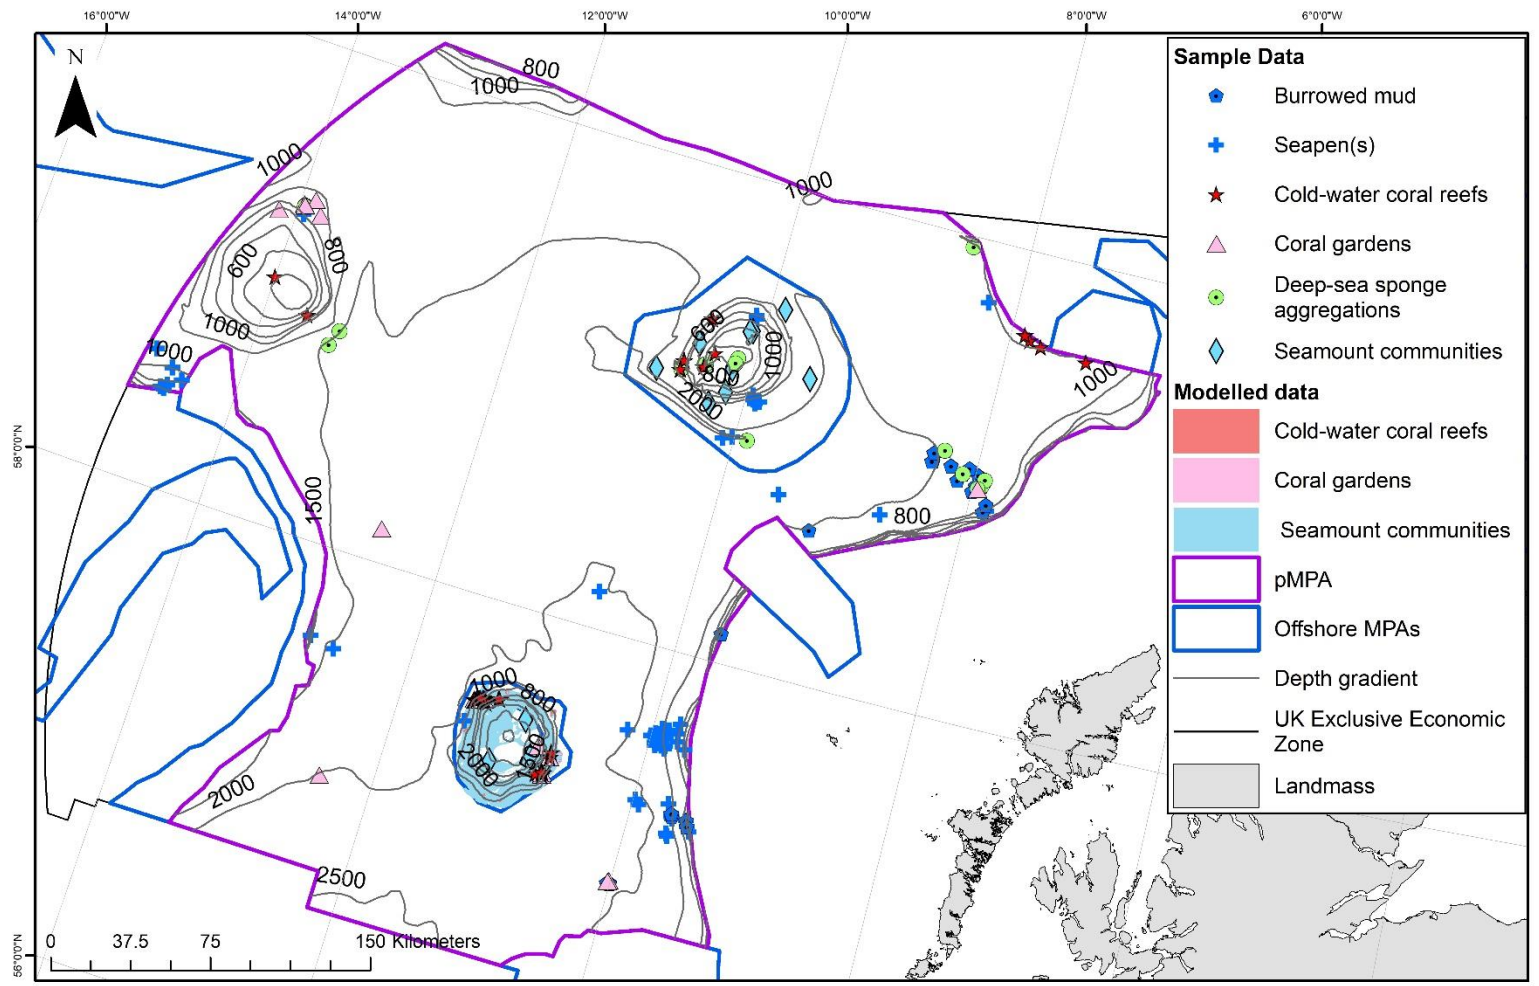 16°0'0"W
14°0'0"W
12°0'0"W
10°0'0"W
8°0'0"W
6°0'0"W
N
800
1000
1000
1000
600
800
1000
1000
600
1000
800
2000
1000
58°0'0"N
1500
800
1000
800
2000
1500
2000
2500
0 37.5 75 150 Kilometers
56°0'0"N
Sample Data
Burrowed mud
Seapen(s)
Cold-water coral reefs
Coral gardens
Deep-sea sponge
aggregations
Seamount communities
Modelled data
Cold-water coral reefs
Coral gardens
Seamount communities
pMPA
Offshore MPAs
Depth gradient
UK Exclusive Economic
Zone
Landmass